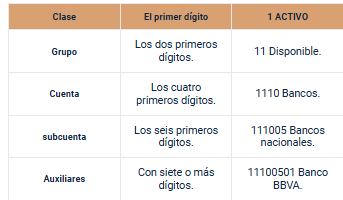 Clase El primer dígito 1 ACTIVO
Grupo Los dos primeros dígitos. 11 Disponible.
Cuenta Los cuatro primeros dígitos. 1110 Bancos.
subcuenta Los seis primeros dígitos. 111005 Bancos nacionales.
Auxiliares Con siete o más dígitos. 11100501 Banco BBVA.